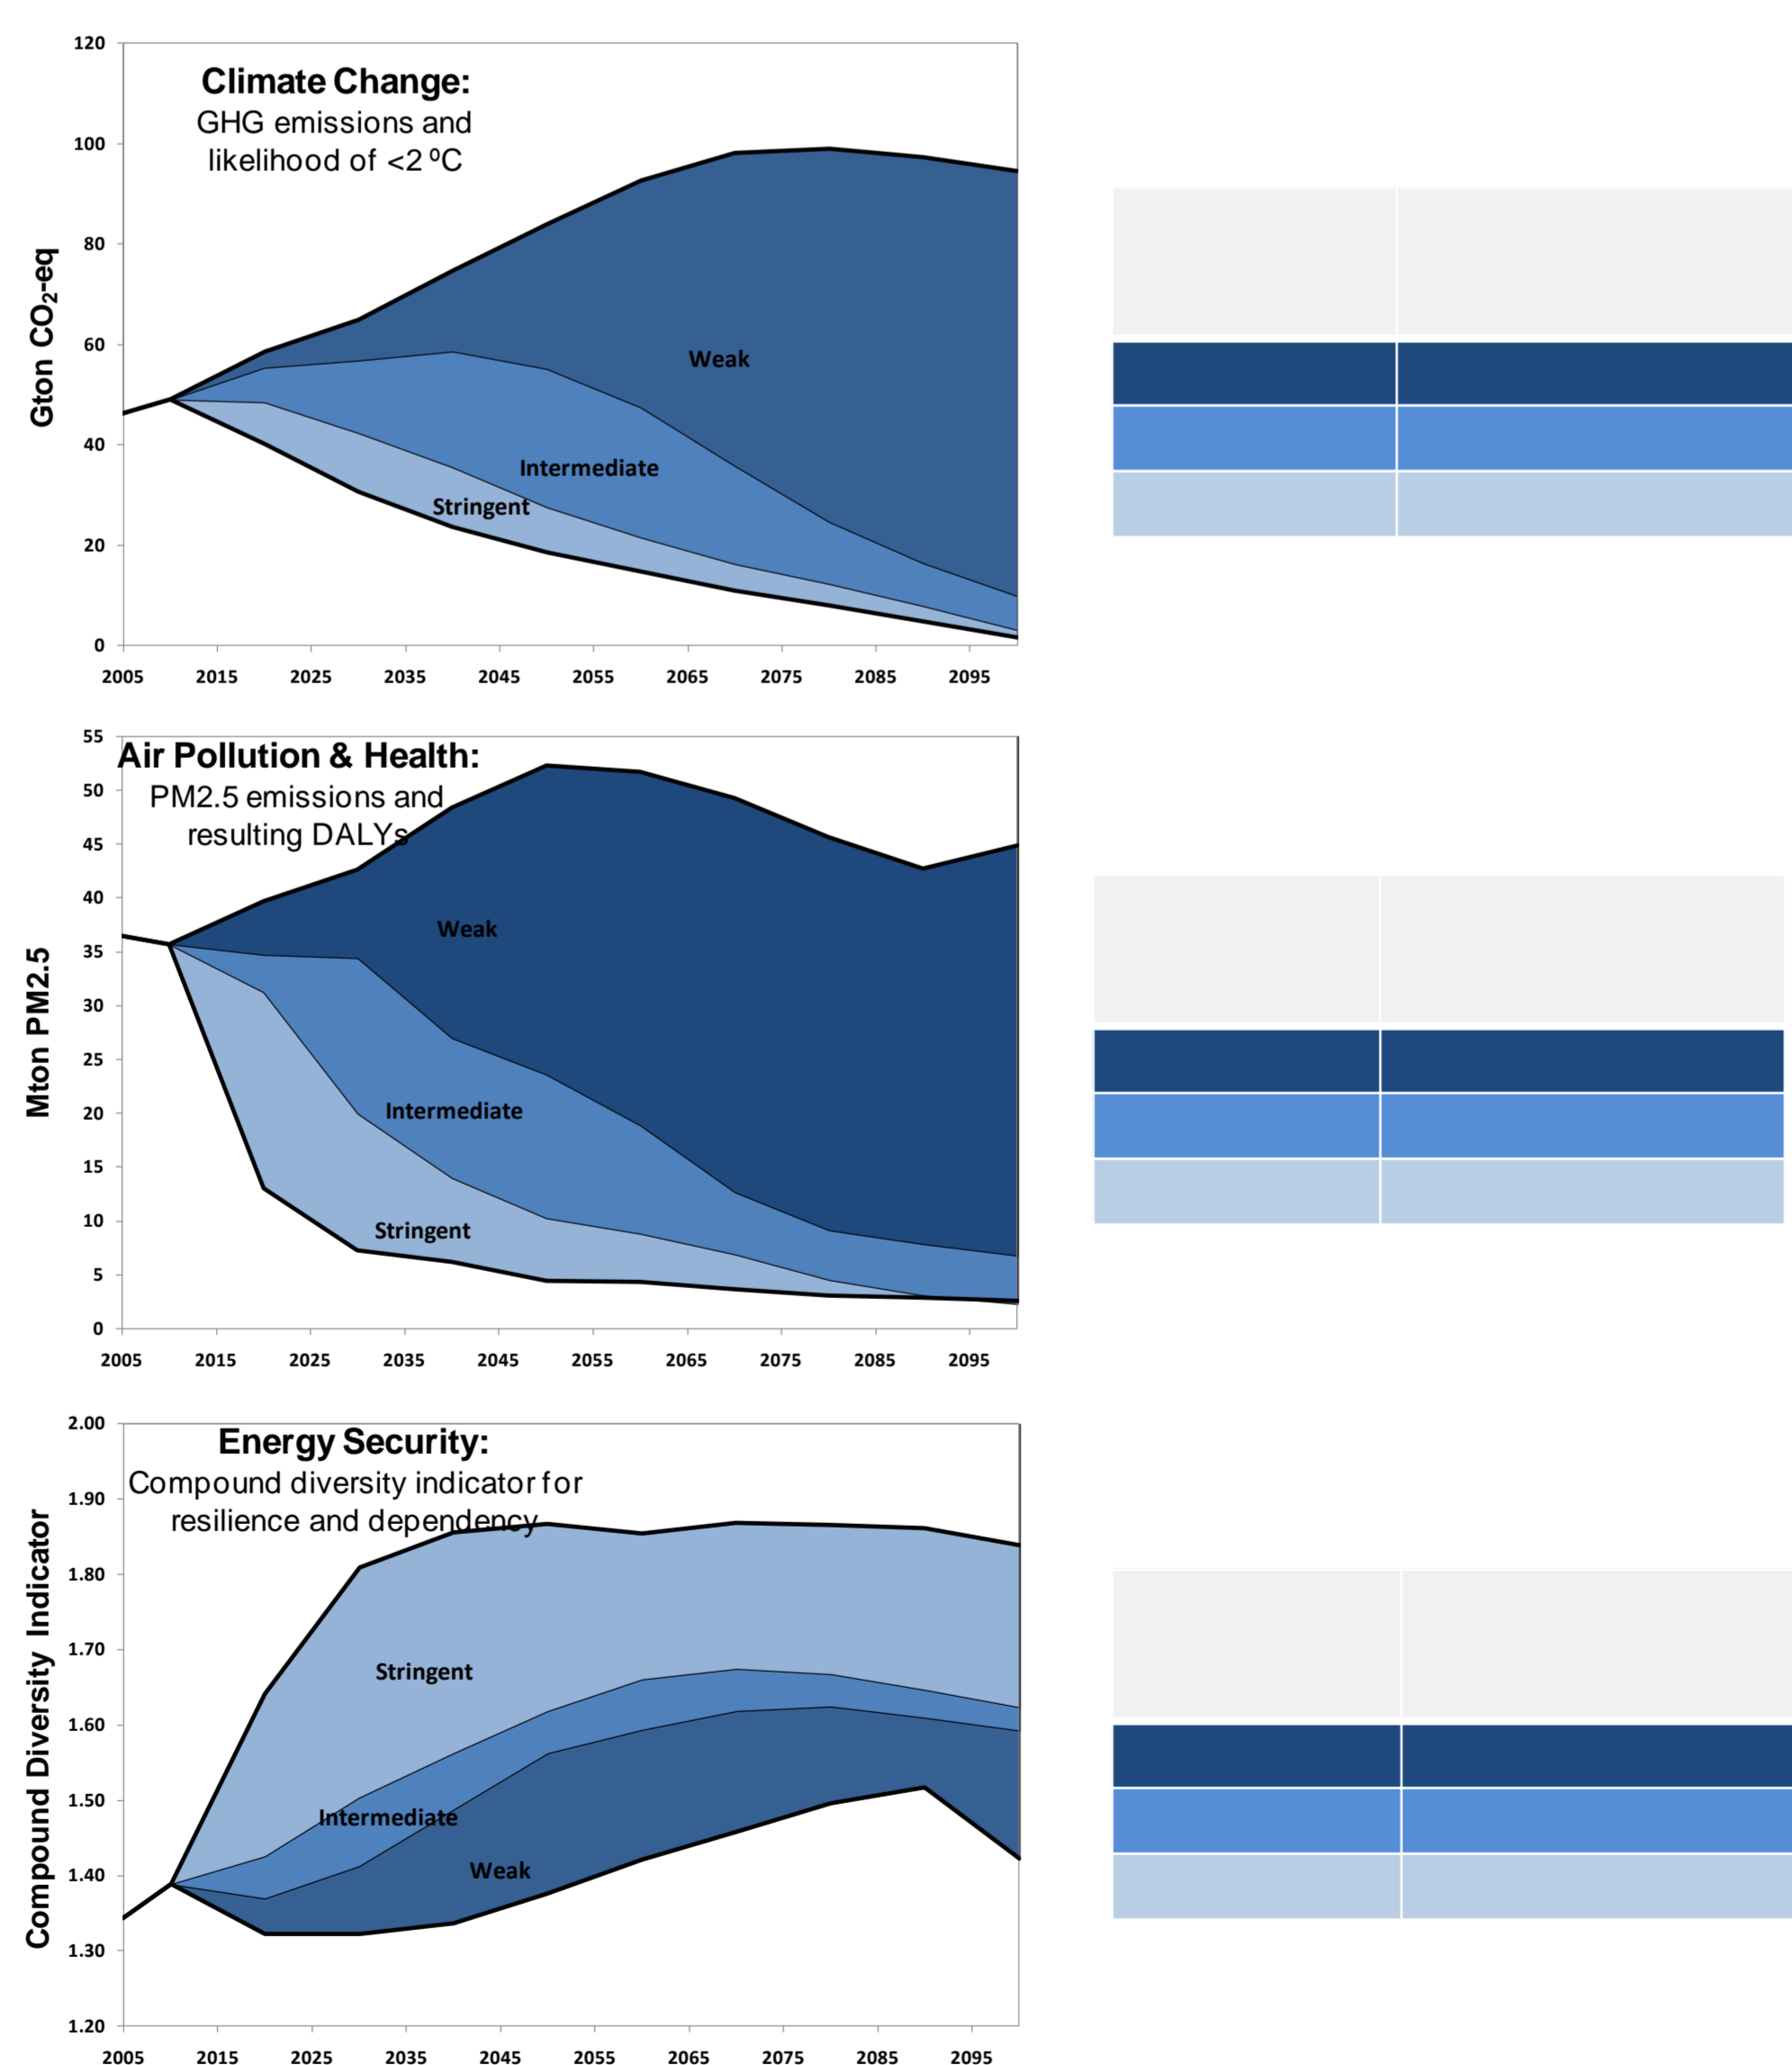 Climate Change:
GHG emissions and
likelihood of <2 ºC
Gton CO₂-eq
120
100
80
60
40
20
0
Weak
Intermediate
Stringent
2005 2015 2025 2035 2045 2055 2065 2075 2085 2095
Air Pollution & Health:
PM2.5 emissions and
resulting DALYs
Mton PM2.5
55
50
45
40
35
30
25
20
15
10
5
0
Weak
Intermediate
Stringent
2005 2015 2025 2035 2045 2055 2065 2075 2085 2095
Energy Security:
Compound diversity indicator for
resilience and dependency
Compound Diversity Indicator
2.00
1.90
1.80
1.70
1.60
1.50
1.40
1.30
1.20
Stringent
Intermediate
Weak
2005 2015 2025 2035 2045 2055 2065 2075 2085 2095